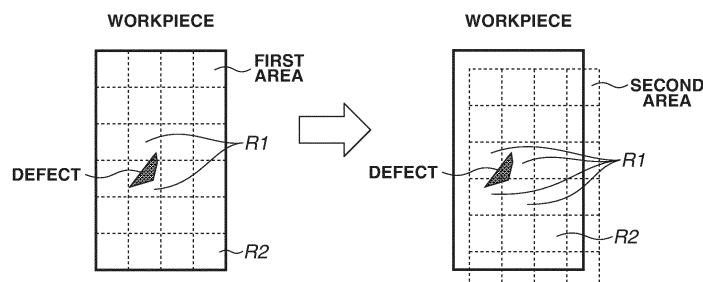 WORKPIECE
FIRST
AREA
R1
DEFECT
R2
WORKPIECE
SECOND
AREA
R1
DEFECT
R2